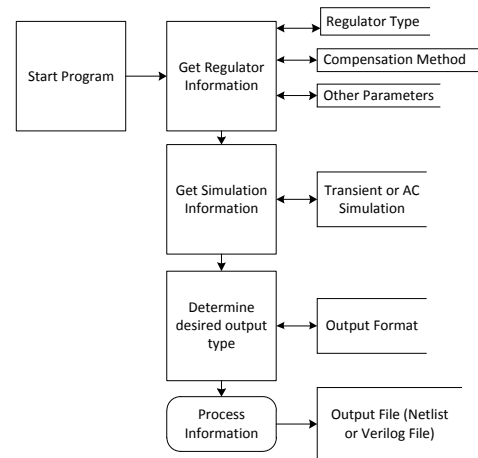 Regulator Type
Start Program
Get Regulator
Information
Compensation Method
Other Parameters
Get Simulation
Information
Transient or AC
Simulation
Determine
desired output
type
Output Format
Process
Information
Output File (Netlist
or Verilog File)